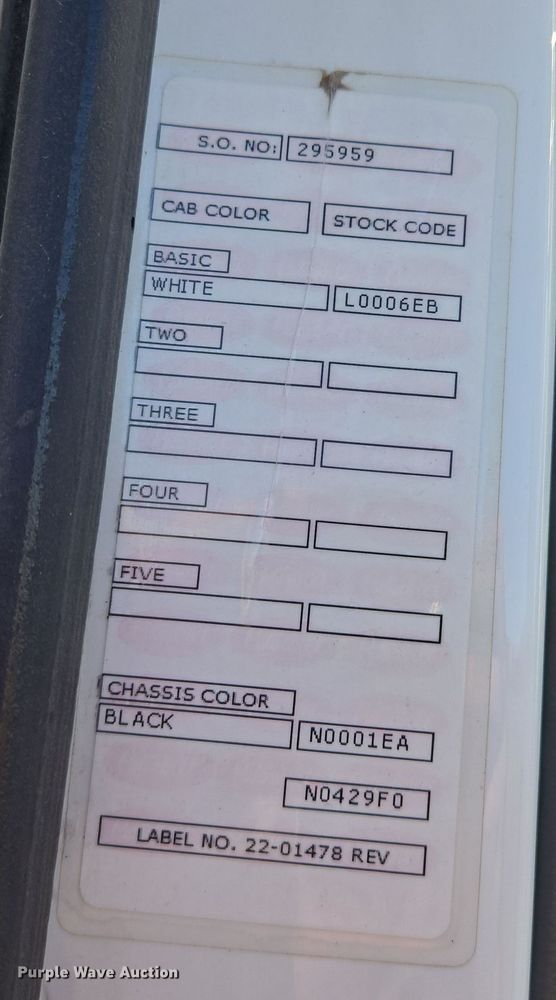 S.O. NO: 295959
CAB COLOR STOCK CODE
BASIC
WHITE L0006EB
TWO
THREE
FOUR
FIVE
CHASSIS COLOR
BLACK N0001EA
N0429F0
LABEL NO. 22-01478 REV
Purple Wave Auction